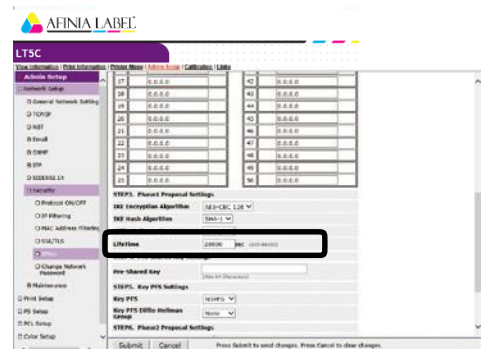 AFINIA LABEL
LT5C
View Information | Print Information | Printer Menu | Admin Setup | Calibration | Links
Admin Setup
Network Setup
General Network Setting
TCP/IP
NBT
Email
SNMP
IPP
IEEE802.1X
Security
Protocol ON/OFF
IP Filtering
MAC Address Filtering
SSL/TLS
IPSec
Change Network
Password
Maintenance
Print Setup
PS Setup
PCL Setup
Color Setup
17 0.0.0.0 42 0.0.0.0
18 0.0.0.0 43 0.0.0.0
19 0.0.0.0 44 0.0.0.0
20 0.0.0.0 45 0.0.0.0
21 0.0.0.0 46 0.0.0.0
22 0.0.0.0 47 0.0.0.0
23 0.0.0.0 48 0.0.0.0
24 0.0.0.0 49 0.0.0.0
25 0.0.0.0 50 0.0.0.0
STEP3. Phase1 Proposal Settings
IKE Encryption Algorithm AES-CBC 128
IKE Hash Algorithm SHA-1
LifeTime 28800 sec
Pre-Shared Key
STEP5. Key PFS Settings
Key PFS NOPFS
Key PFS Diffie-Hellman None
Group
STEP6. Phase2 Proposal Settings
Submit Cancel Press Submit to send changes. Press Cancel to clear changes.